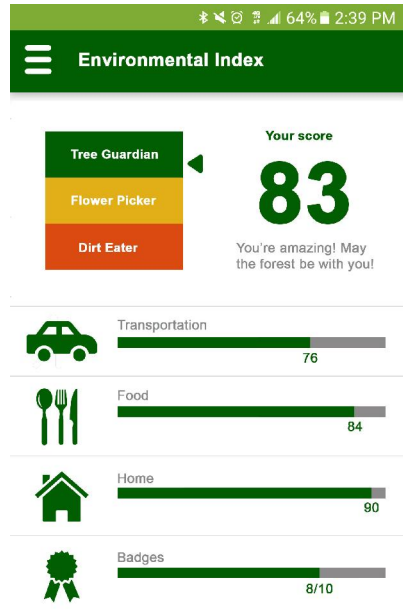 64% 2:39 PM
Environmental Index
Your score
Tree Guardian
83
Flower Picker
Dirt Eater
You're amazing! May
the forest be with you!
Transportation
76
Food
84
Home
90
Badges
8/10